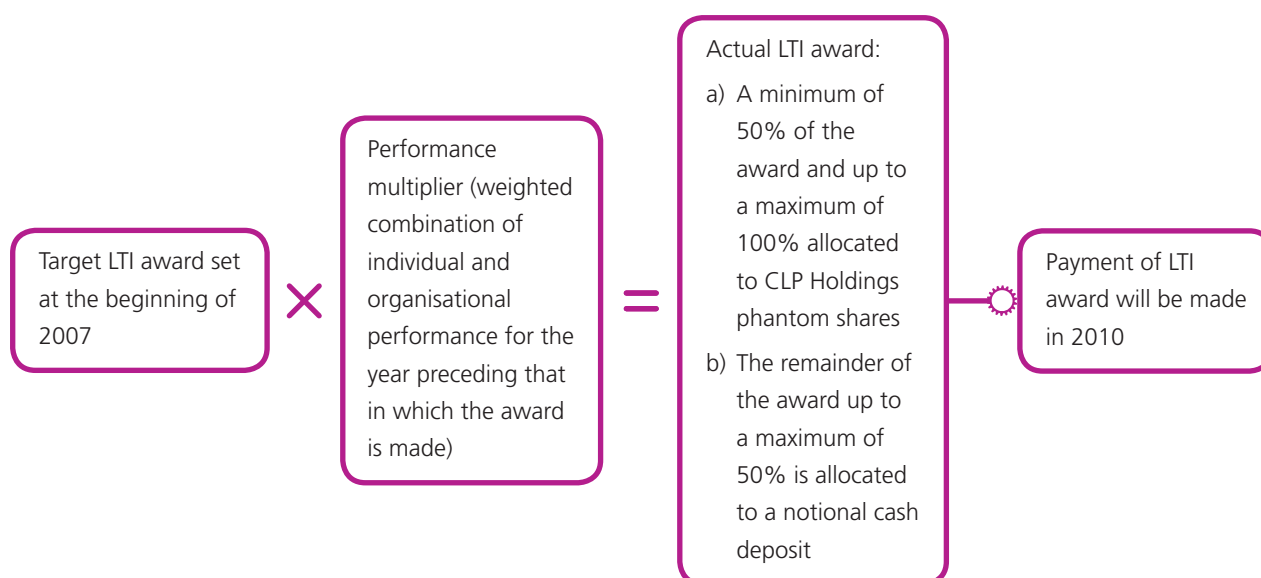 Target LTI award set
at the beginning of
2007
×
Performance
multiplier (weighted
combination of
individual and
organisational
performance for the
year preceding that
in which the award
is made)
=
Actual LTI award:
a) A minimum of
50% of the
award and up to
a maximum of
100% allocated
to CLP Holdings
phantom shares
b) The remainder of
the award up to
a maximum of
50% is allocated
to a notional cash
deposit
Payment of LTI
award will be made
in 2010